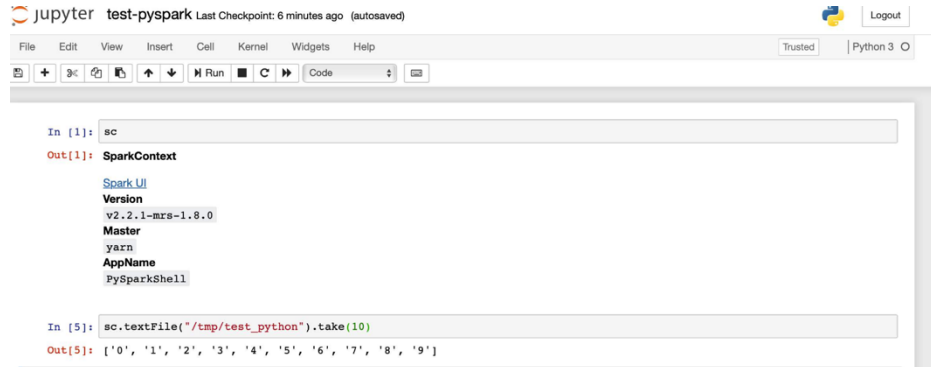 jupyter test-pyspark Last Checkpoint: 6 minutes ago (autosaved) Logout
File Edit View Insert Cell Kernel Widgets Help Trusted Python 3
Run Code
In [1]: sc
Out[1]: SparkContext
Spark UI
Version
v2.2.1-mrs-1.8.0
Master
yarn
AppName
PySparkShell
In [5]: sc.textFile("/tmp/test_python").take(10)
Out[5]: ['0', '1', '2', '3', '4', '5', '6', '7', '8', '9']